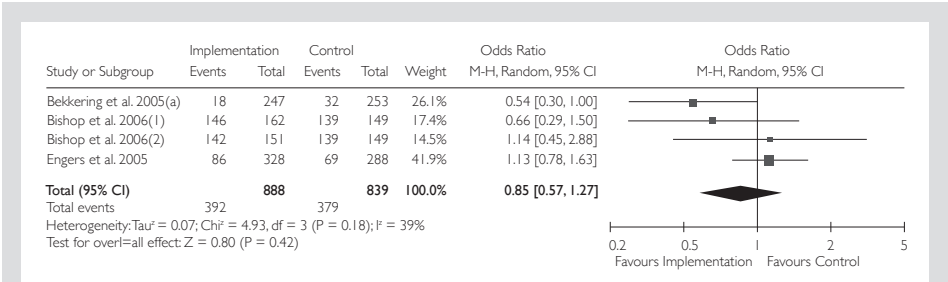 Implementation Control Odds Ratio Odds Ratio
Study or Subgroup Events Total Events Total Weight M-H, Random, 95% CI M-H, Random, 95% CI
Bekkering et al. 2005(a) 18 247 32 253 26.1% 0.54 [0.30, 1.00]
Bishop et al. 2006(1) 146 162 139 149 17.4% 0.66 [0.29, 1.50]
Bishop et al. 2006(2) 142 151 139 149 14.5% 1.14 [0.45, 2.88]
Engers et al. 2005 86 328 69 288 41.9% 1.13 [0.78, 1.63]
Total (95% CI) 888 839 100.0% 0.85 [0.57, 1.27]
Total events 392 379
Heterogeneity: Tau² = 0.07; Chi² = 4.93, df = 3 (P = 0.18); I² = 39%
Test for overl=all effect: Z = 0.80 (P = 0.42)
0.2 0.5 1 2 5
Favours Implementation Favours Control